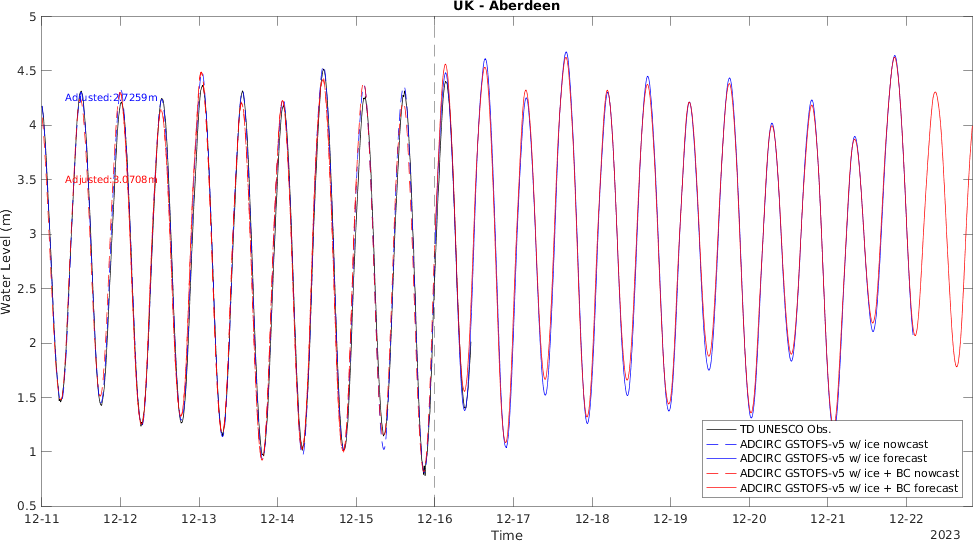 UK - Aberdeen
5
4.5
4
3.5
3
2.5
2
1.5
1
0.5
Water Level (m)
Adjusted:2.7259m
Adjusted:3.0708m
TD UNESCO Obs.
ADCIRC GSTOFS-v5 w/ ice nowcast
ADCIRC GSTOFS-v5 w/ ice forecast
ADCIRC GSTOFS-v5 w/ ice + BC nowcast
ADCIRC GSTOFS-v5 w/ ice + BC forecast
12-11 12-12 12-13 12-14 12-15 12-16 12-17 12-18 12-19 12-20 12-21 12-22
Time
2023